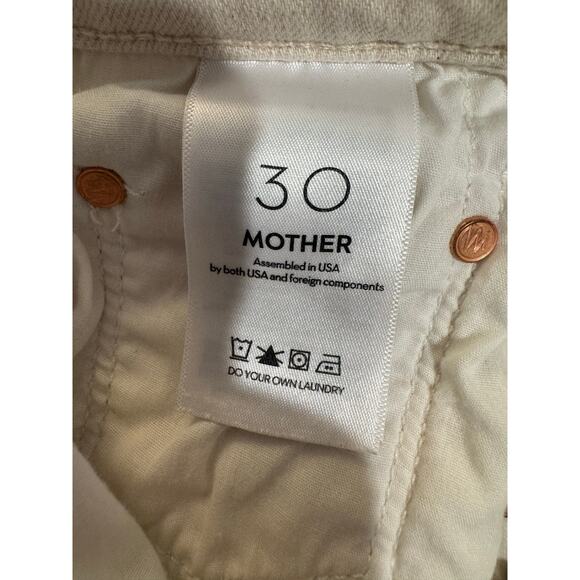 30
MOTHER
Assembled in USA
by both USA and foreign components
DO YOUR OWN LAUNDRY